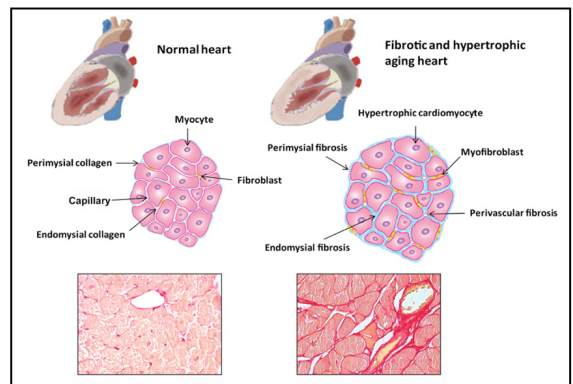 Normal heart
Fibrotic and hypertrophic
aging heart
Myocyte
Perimysial collagen
Fibroblast
Capillary
Endomysial collagen
Hypertrophic cardiomyocyte
Perimysial fibrosis
Myofibroblast
Perivascular fibrosis
Endomysial fibrosis